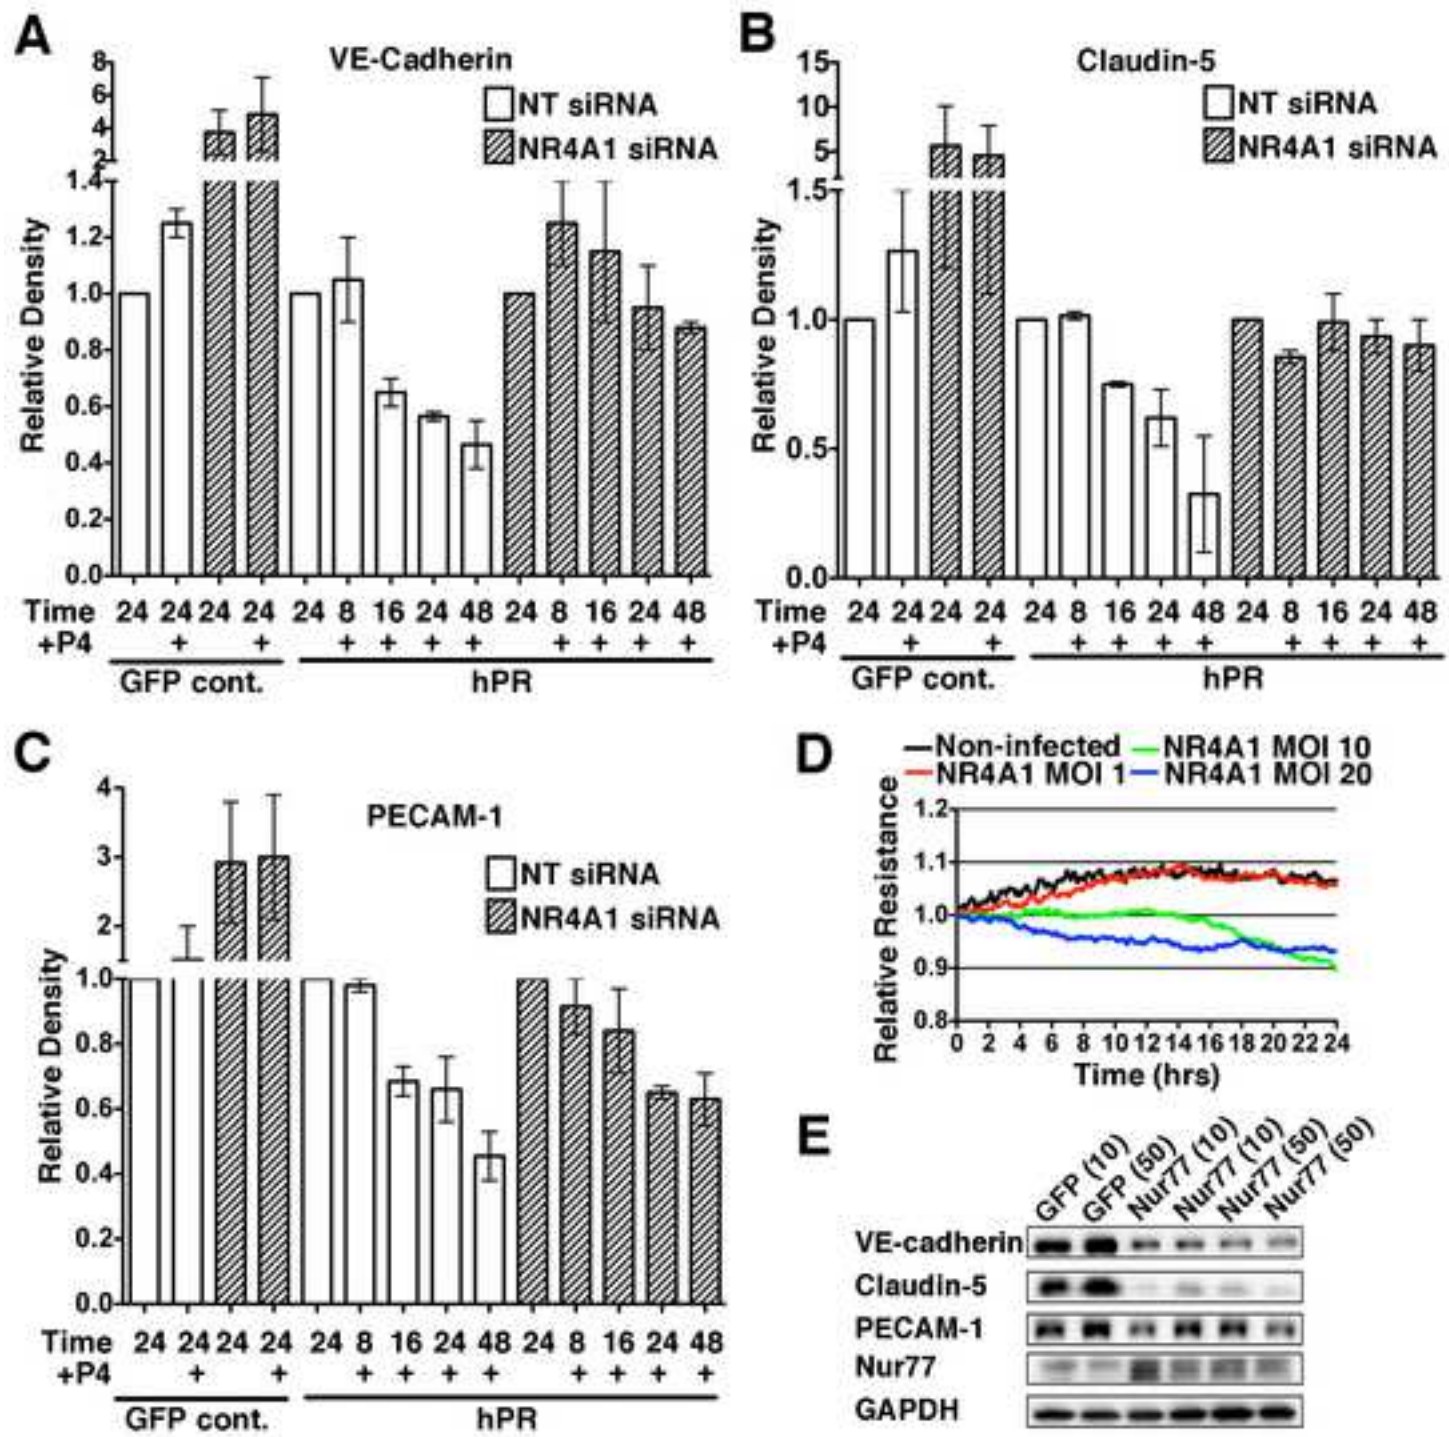 A
VE-Cadherin
NT siRNA
NR4A1 siRNA
8
6
4
2
1.4
1.2
1.0
0.8
0.6
0.4
0.2
0.0
Relative Density
Time 24 24 24 24 24 8 16 24 48 24 8 16 24 48
+P4 + + + + + + + + + +
GFP cont. hPR
B
Claudin-5
NT siRNA
NR4A1 siRNA
15
10
5
1.5
1.0
0.5
0.0
Relative Density
Time 24 24 24 24 24 8 16 24 48 24 8 16 24 48
+P4 + + + + + + + + + +
GFP cont. hPR
C
PECAM-1
NT siRNA
NR4A1 siRNA
4
3
2
1.0
0.8
0.6
0.4
0.2
0.0
Relative Density
Time 24 24 24 24 24 8 16 24 48 24 8 16 24 48
+P4 + + + + + + + + + +
GFP cont. hPR
D
Non-infected NR4A1 MOI 10
NR4A1 MOI 1 NR4A1 MOI 20
1.2
1.1
1.0
0.9
0.8
Relative Resistance
0 2 4 6 8 10 12 14 16 18 20 22 24
Time (hrs)
E
GFP (10)
GFP (50)
Nur77 (10)
Nur77 (10)
Nur77 (50)
Nur77 (50)
VE-cadherin
Claudin-5
PECAM-1
Nur77
GAPDH